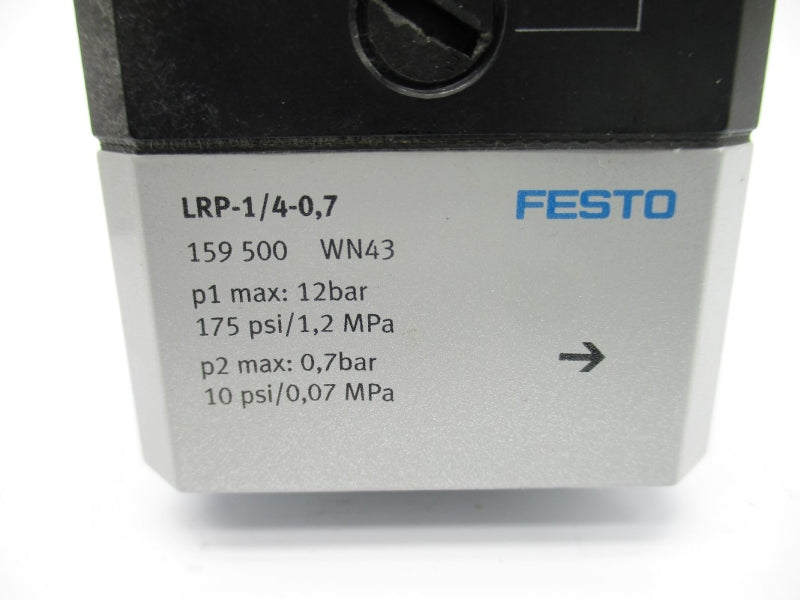 LRP-1/4-0,7
FESTO
159 500 WN43
p1 max: 12bar
175 psi/1,2 MPa
p2 max: 0,7bar
10 psi/0,07 MPa